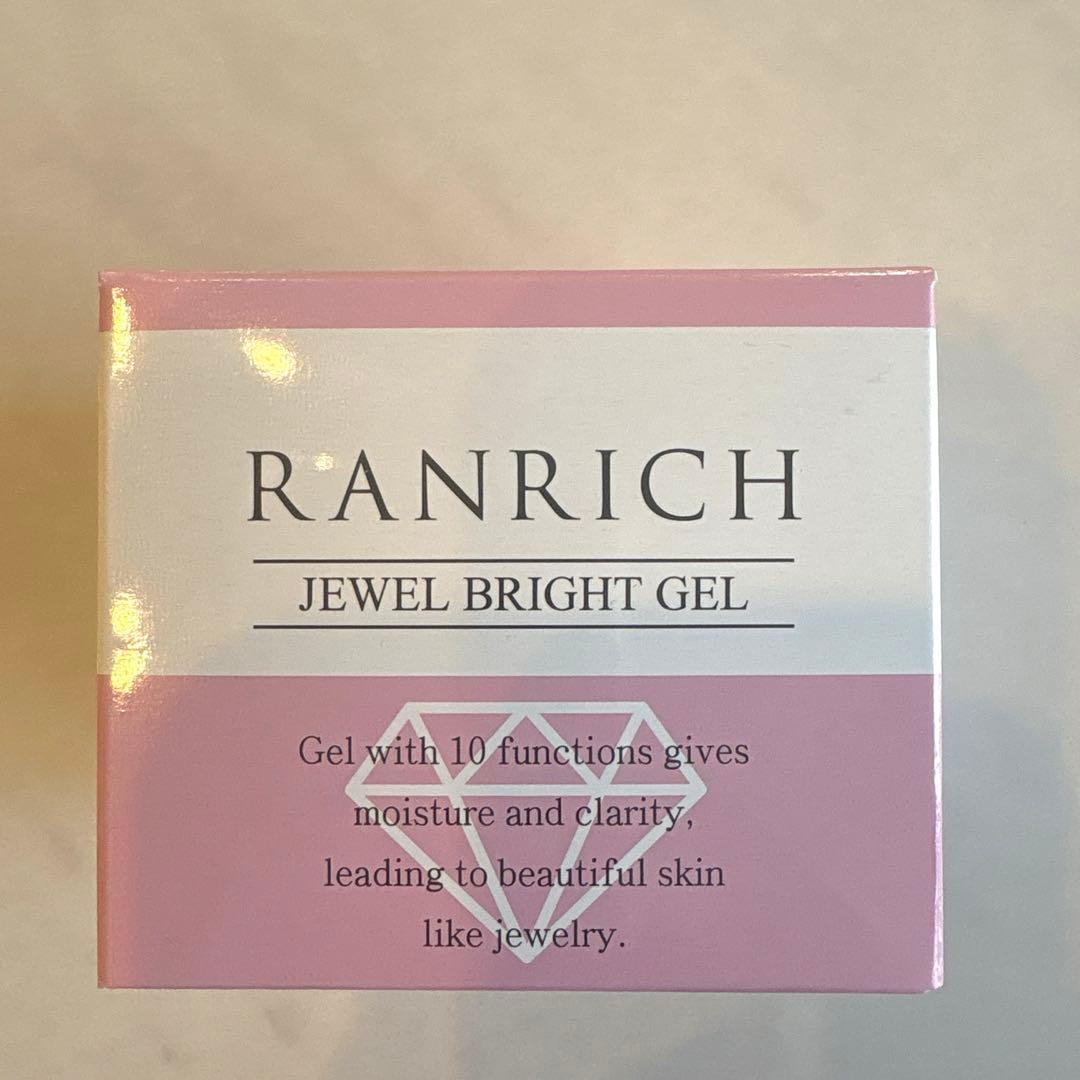 RANRICH
JEWEL BRIGHT GEL
Gel with 10 functions gives
moisture and clarity,
leading to beautiful skin
like jewelry.